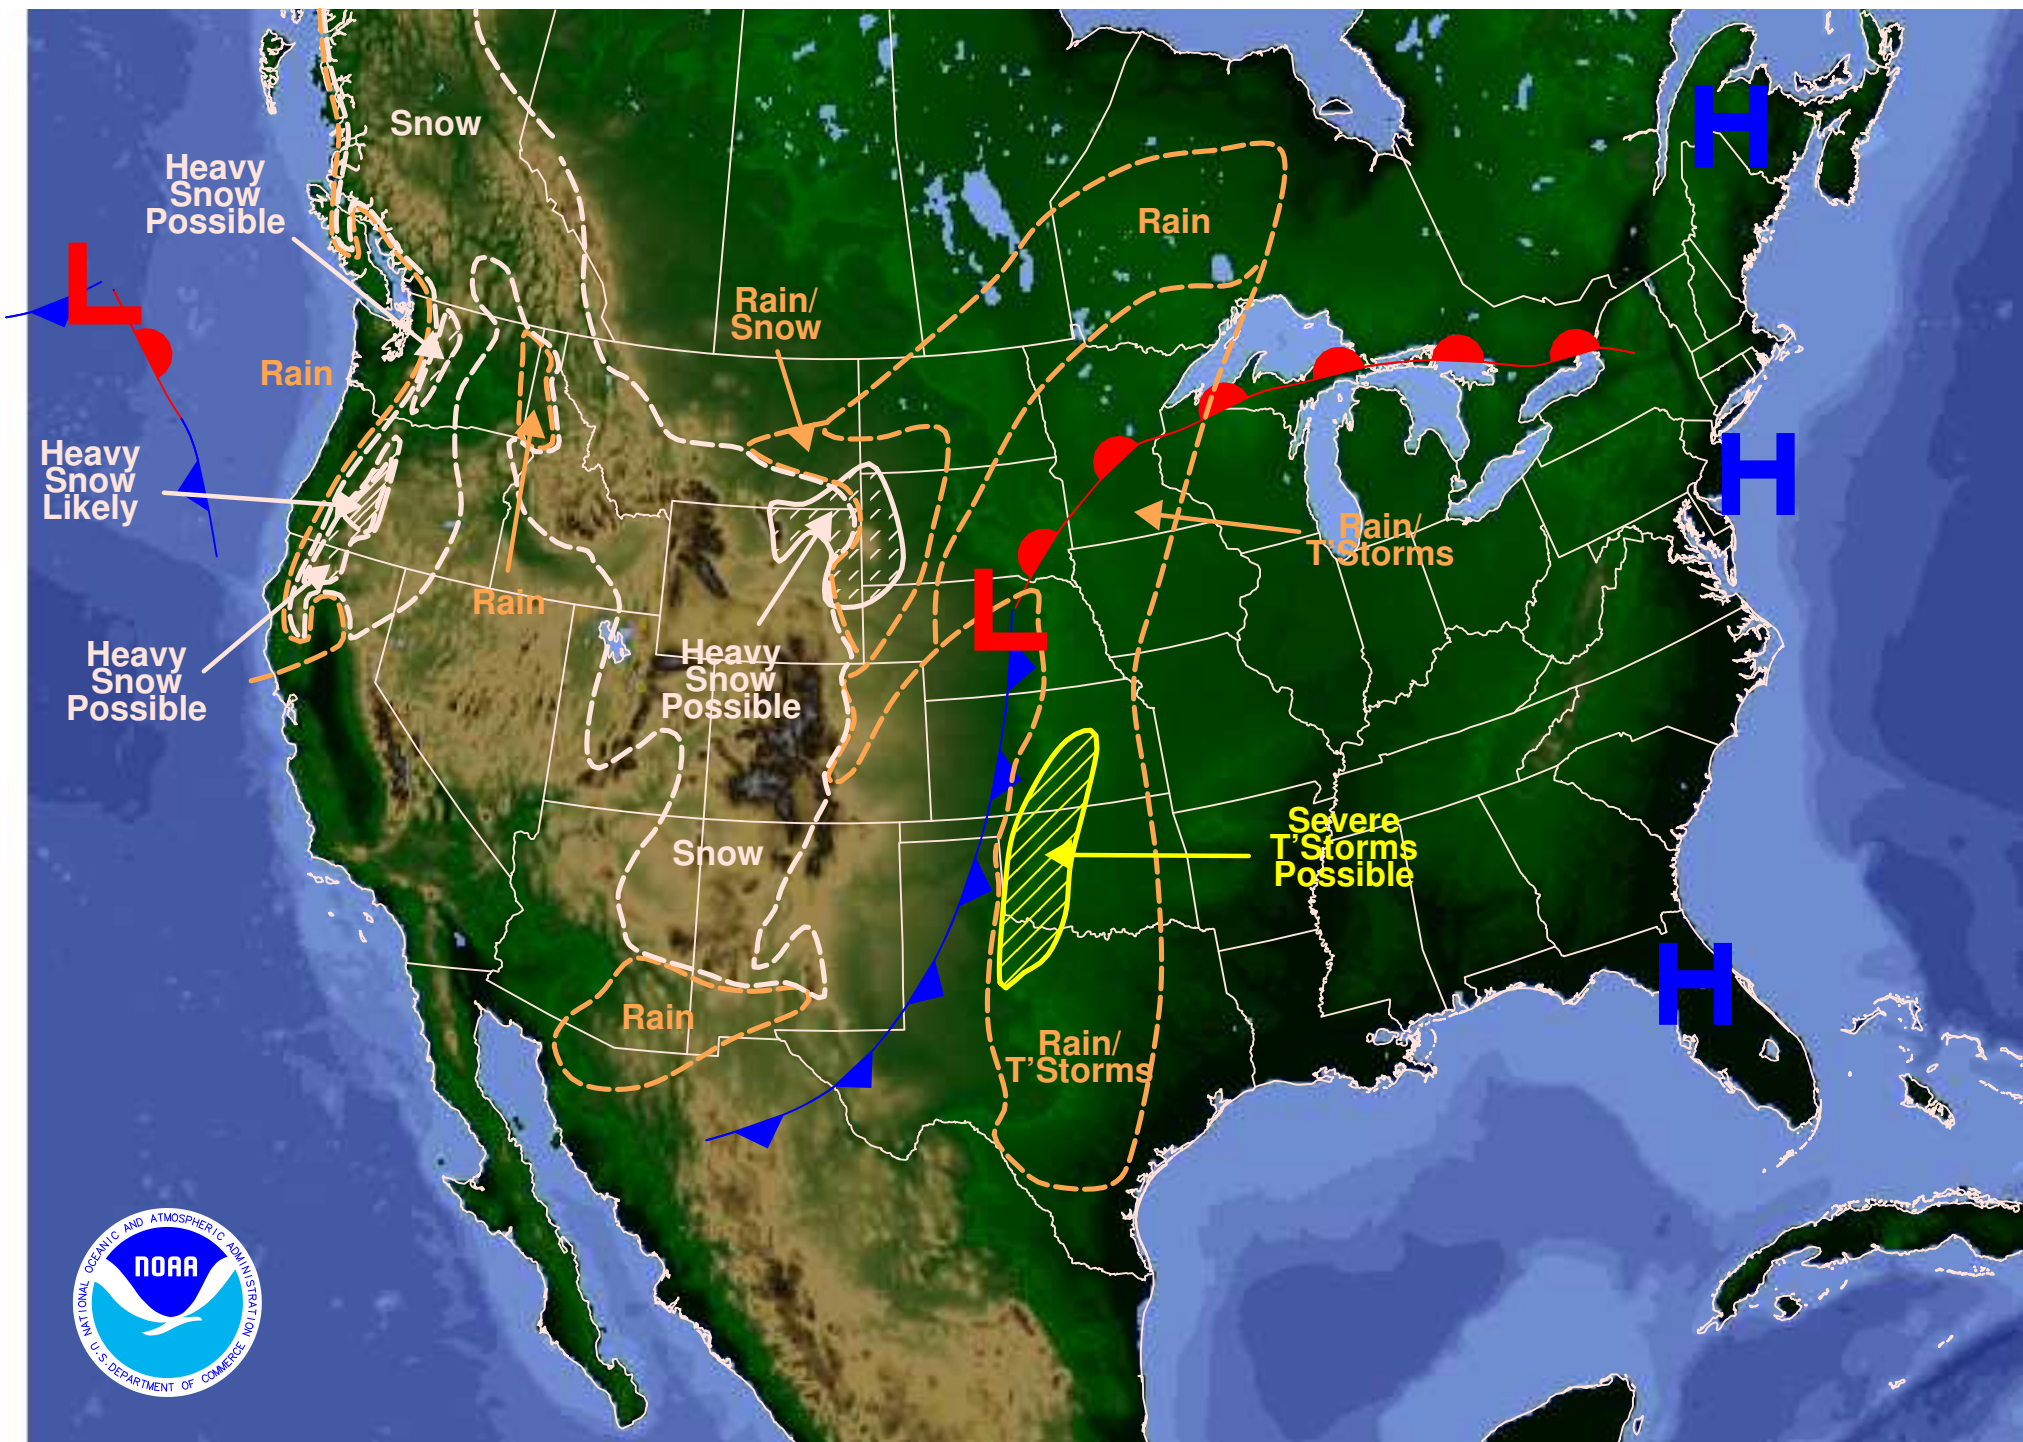 Snow
Heavy
Snow
Possible
Rain
Rain/
Snow
Rain
Heavy
Snow
Likely
Rain/
T'Storms
Rain
Heavy
Snow
Possible
Heavy
Snow
Possible
Snow
Severe
T'Storms
Possible
Rain
Rain/
T'Storms
H
H
H
L
L
NATIONAL OCEANIC AND ATMOSPHERIC ADMINISTRATION
NOAA
U.S. DEPARTMENT OF COMMERCE